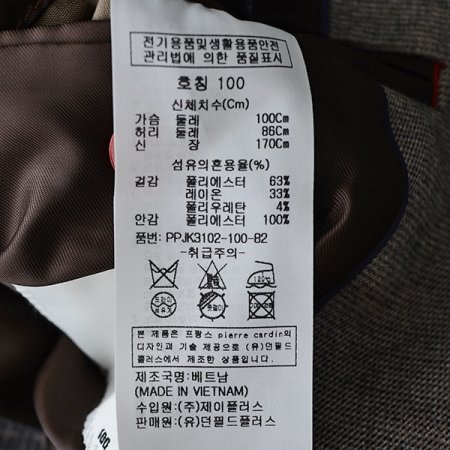 전기용품및생활용품안전
관리법에 의한 품질표시
호칭 100
신체치수(Cm)
가슴 둘레 100Cm
허리 둘레 86Cm
신 장 170Cm
섬유의혼용율(%)
겉감 폴리에스터 63%
레이온 33%
폴리우레탄 4%
안감 폴리에스터 100%
품번: PPJK3102-100-82
-취급주의-
120℃
드라이
옷걸이
본 제품은 프랑스 pierre cardin의
디자인과 기술 제공으로 (유)던필드
플러스에서 제조한 상품입니다.
제조국명:베트남
(MADE IN VIETNAM)
수입원: (주)제이플러스
판매원: (유)던필드플러스
100